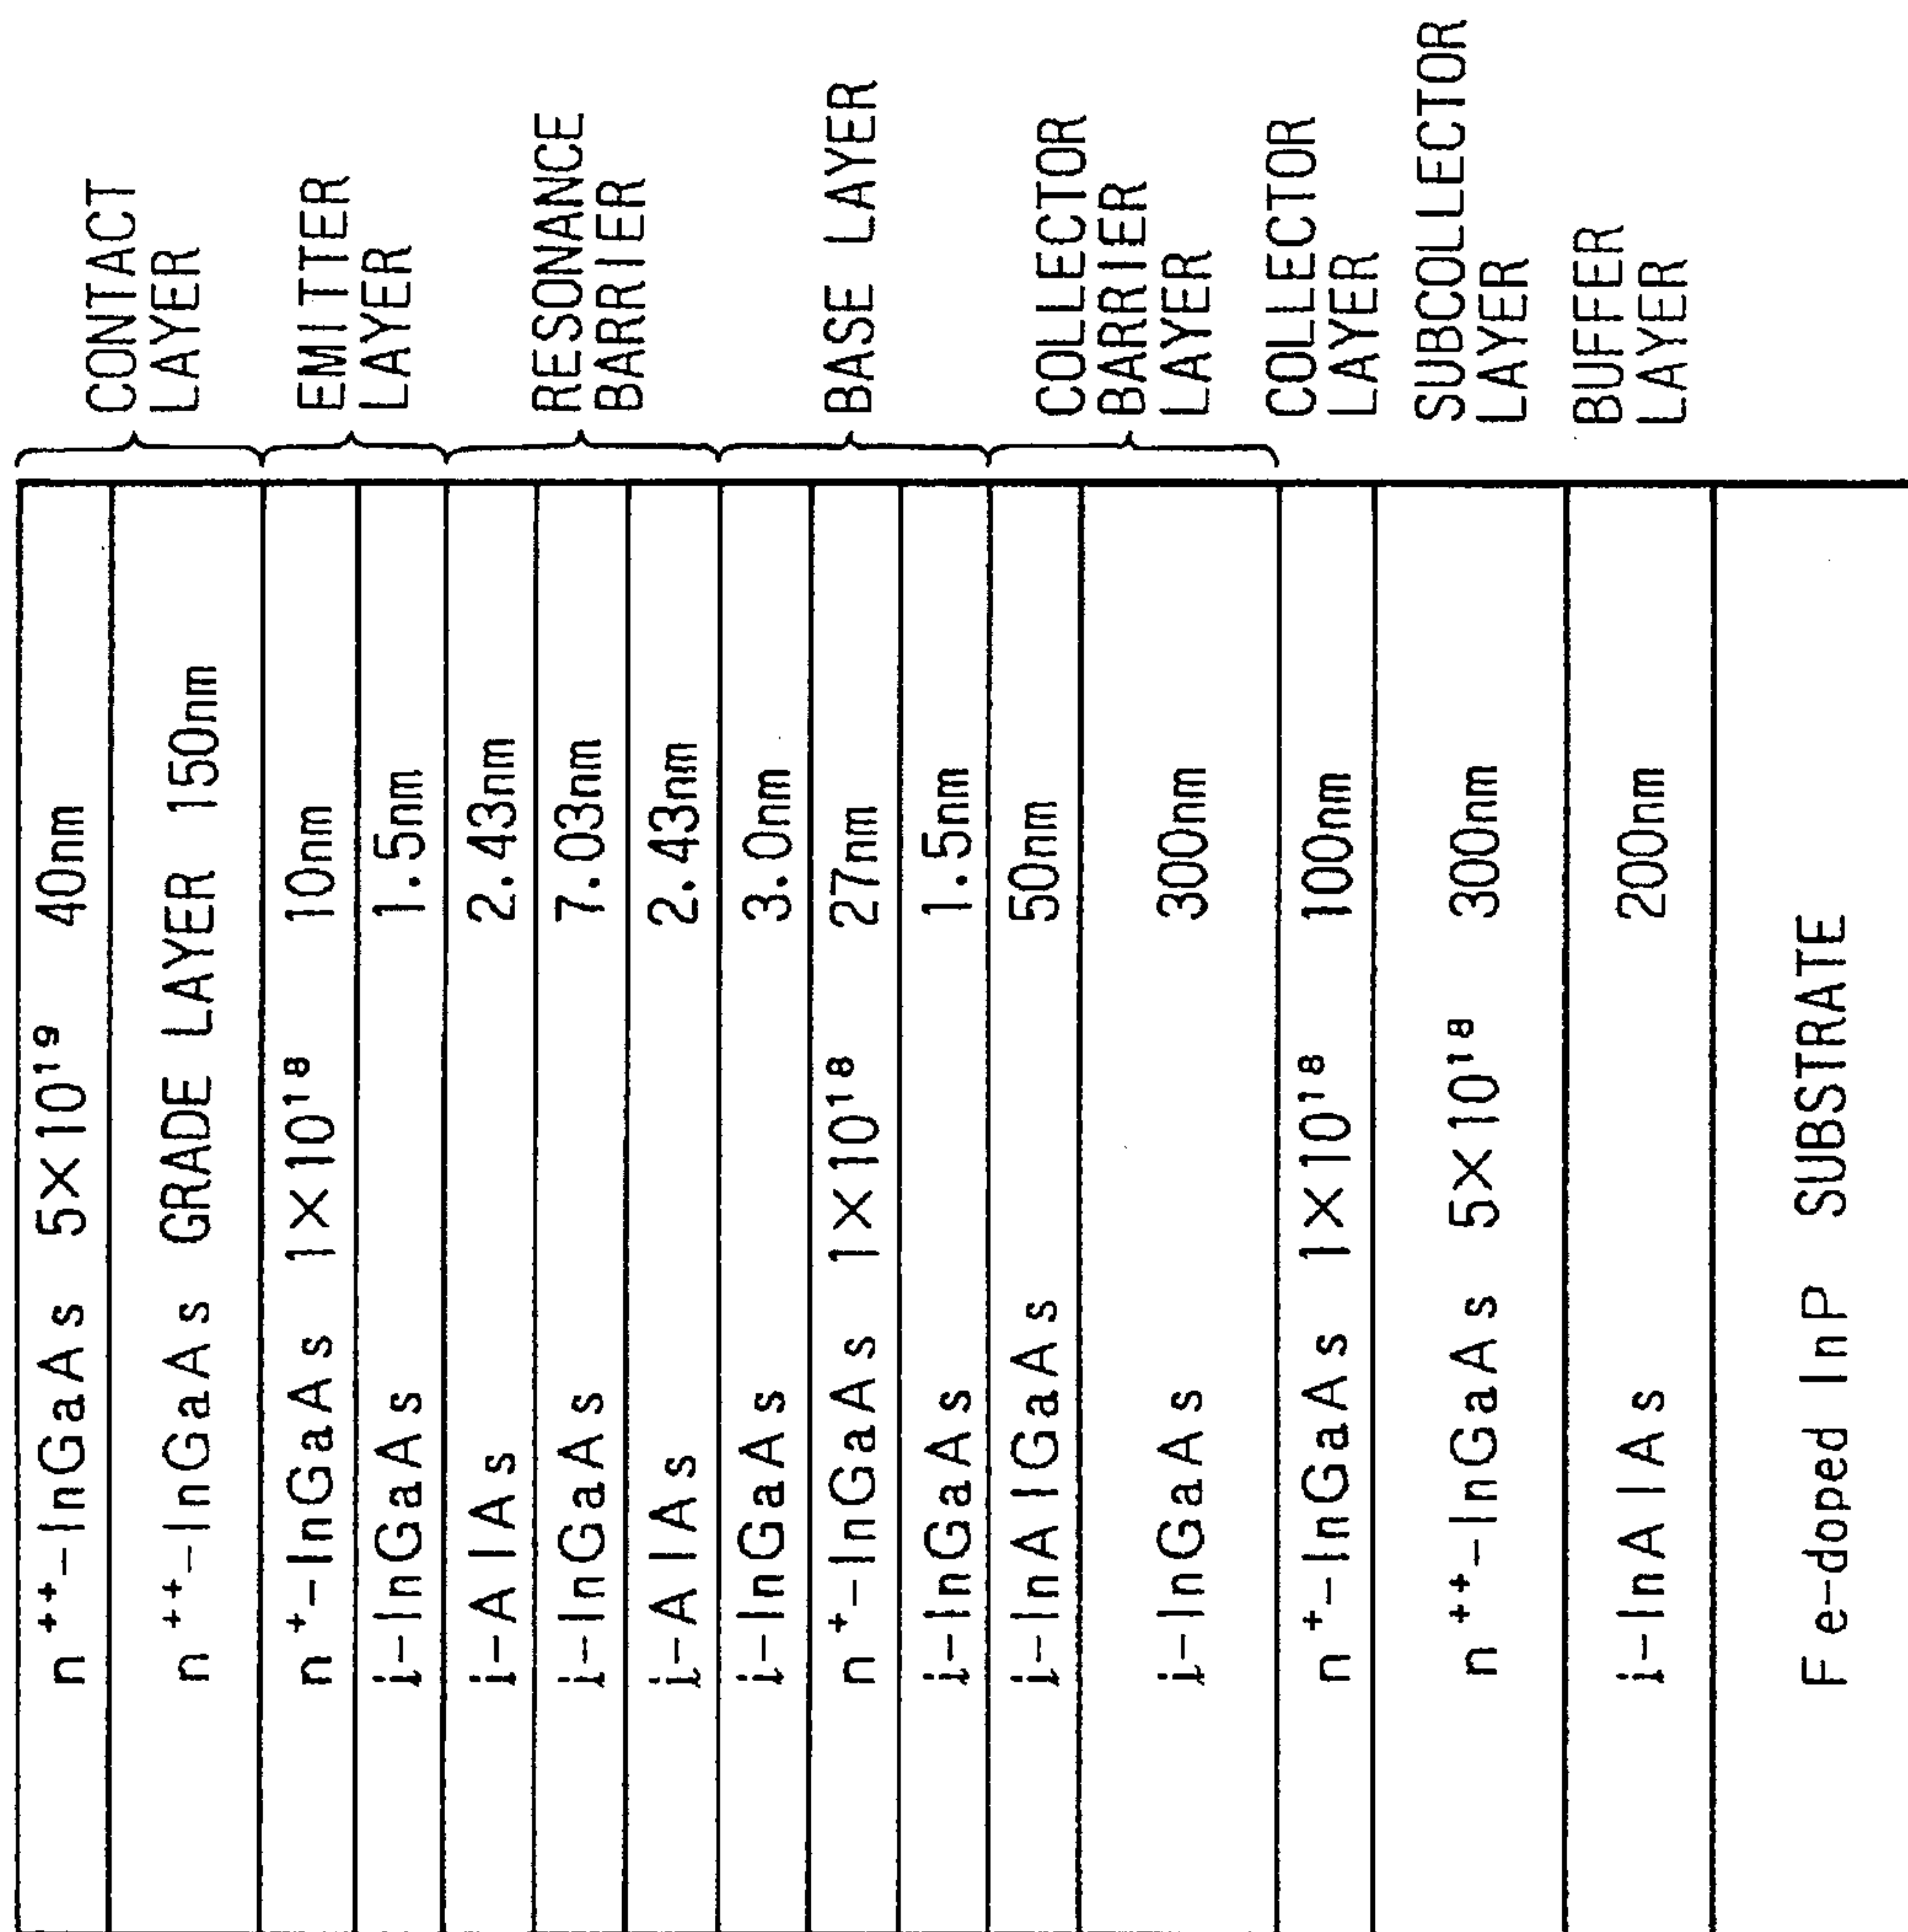 n⁺⁺-InGaAs 5×10¹⁹ 40nm
n⁺⁺-InGaAs GRADE LAYER 150nm
CONTACT
LAYER
n⁺-InGaAs 1×10¹⁸ 10nm
i-InGaAs 1.5nm
EMITTER
LAYER
i-AlAs 2.43nm
i-InGaAs 7.03nm
i-AlAs 2.43nm
RESONANCE
BARRIER
i-InGaAs 3.0nm
n⁺-InGaAs 1×10¹⁸ 27nm
i-InGaAs 1.5nm
BASE LAYER
i-InAlGaAs 50nm
i-InGaAs 300nm
COLLECTOR
BARRIER
LAYER
n⁺-InGaAs 1×10¹⁸ 100nm
COLLECTOR
LAYER
n⁺⁺-InGaAs 5×10¹⁸ 300nm
SUBCOLLECTOR
LAYER
i-InAlAs 200nm
BUFFER
LAYER
Fe-doped InP SUBSTRATE